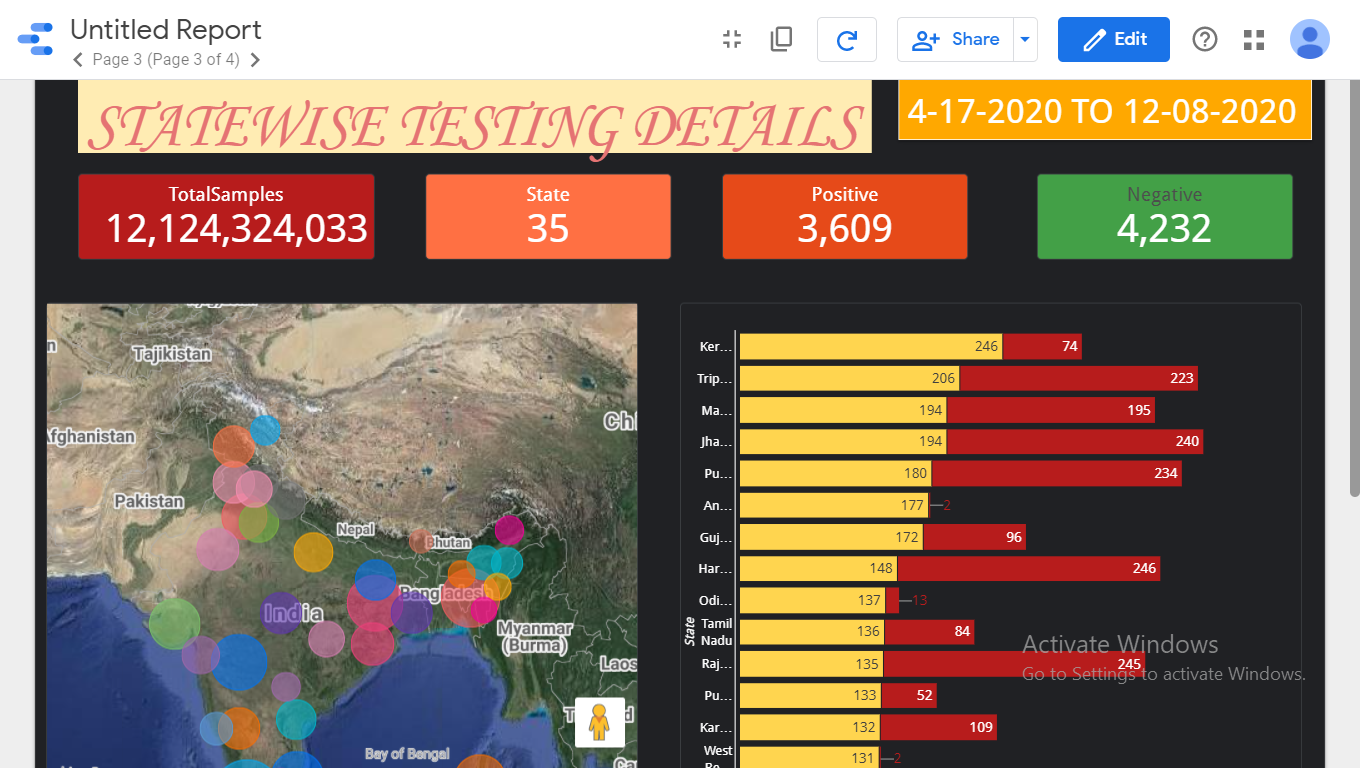 Untitled Report
Page 3 (Page 3 of 4)
Share
Edit
STATEWISE TESTING DETAILS
4-17-2020 TO 12-08-2020
TotalSamples
12,124,324,033
State
35
Positive
3,609
Negative
4,232
Tajikistan
Afghanistan
Chi
Pakistan
Nepal
Bhutan
India
Bangladesh
Myanmar
(Burma)
Laos
Bay of Bengal
State
Ker... 246 74
Trip... 206 223
Ma... 194 195
Jha... 194 240
Pu... 180 234
An... 177 2
Guj... 172 96
Har... 148 246
Odi... 137 13
Tamil
Nadu 136 84
Raj... 135 245
Pu... 133 52
Kar... 132 109
West
Be... 131 2
Activate Windows
Go to Settings to activate Windows.